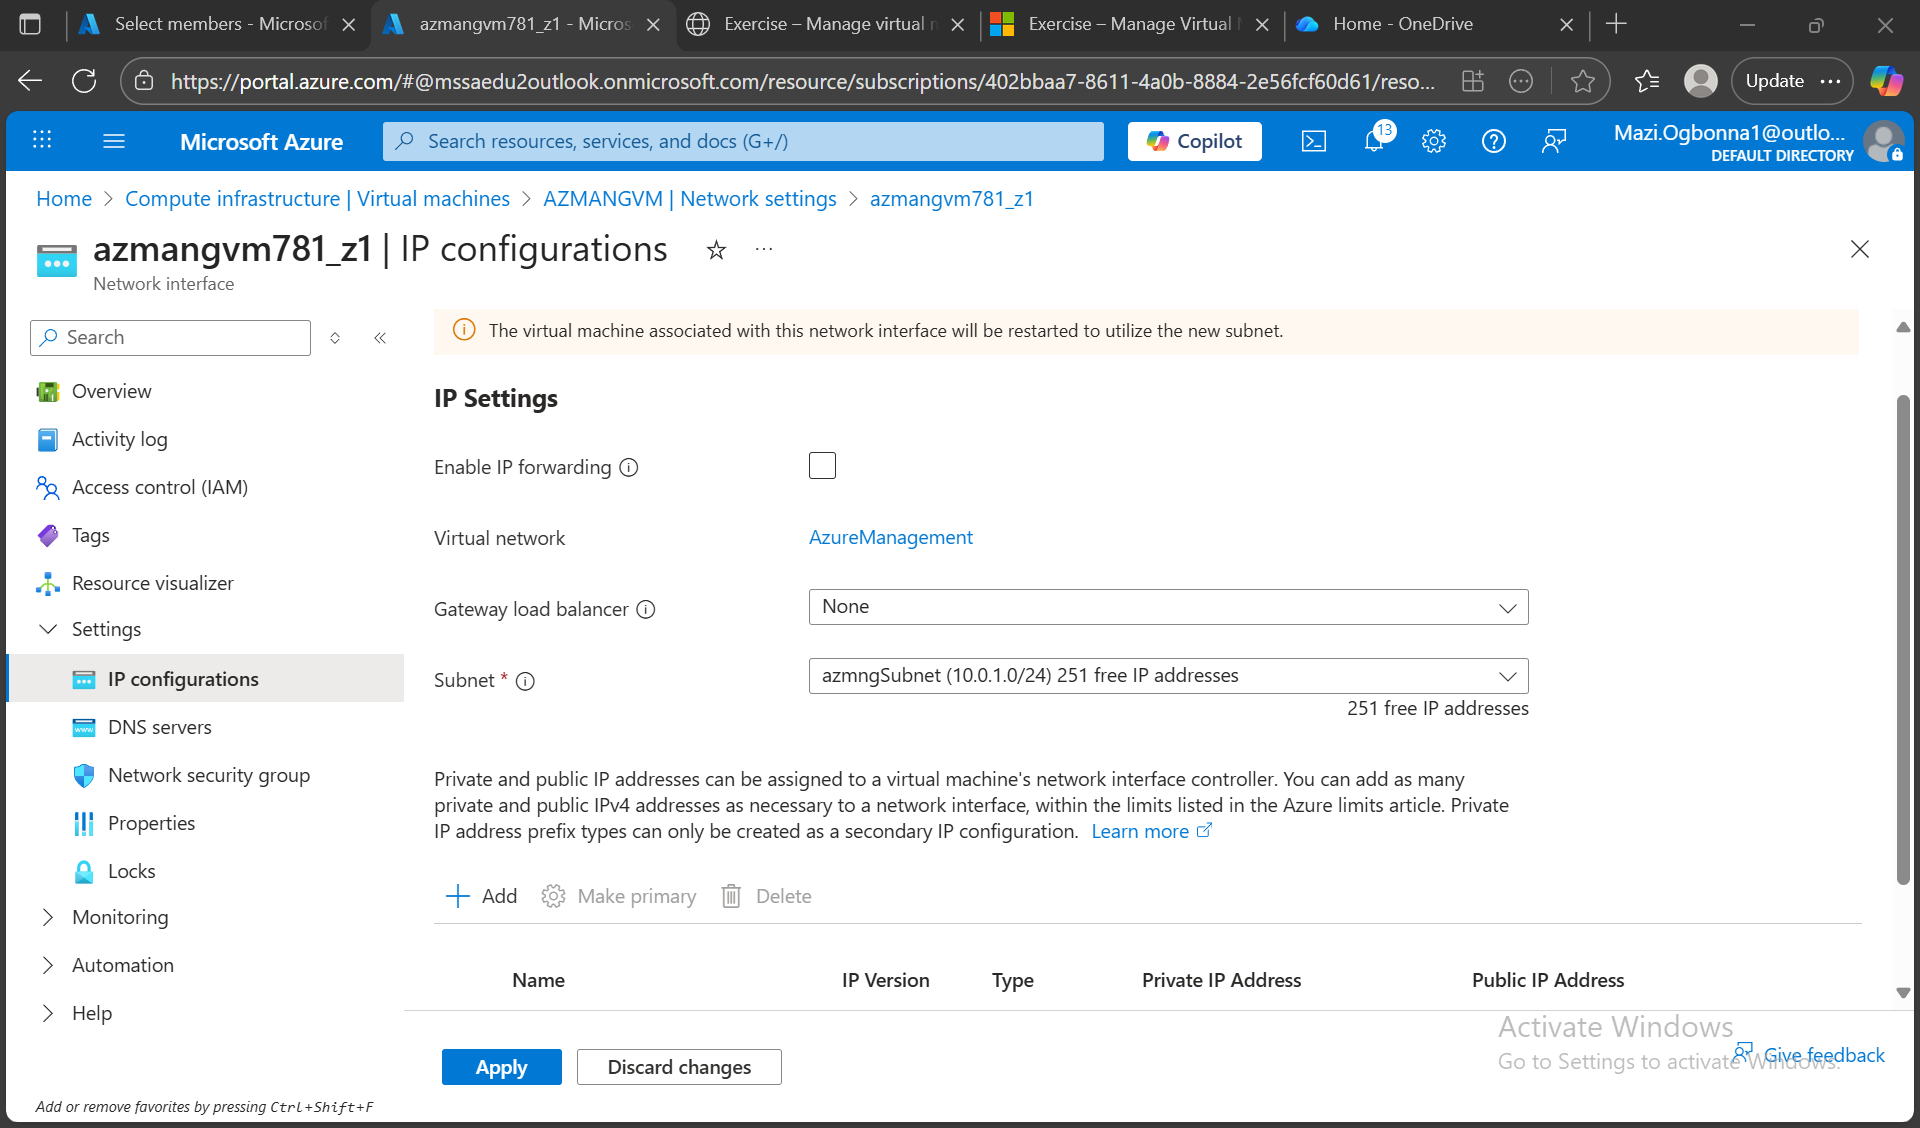 Select members - Microsof
azmangvm781_z1 - Micros
Exercise – Manage virtual n
Exercise – Manage Virtual N
Home - OneDrive
https://portal.azure.com/#@mssaedu2outlook.onmicrosoft.com/resource/subscriptions/402bbaa7-8611-4a0b-8884-2e56fcf60d61/reso...
Update
Microsoft Azure
Search resources, services, and docs (G+/)
Copilot
13
Mazi.Ogbonna1@outlo...
DEFAULT DIRECTORY
Home > Compute infrastructure | Virtual machines > AZMANGVM | Network settings > azmangvm781_z1
azmangvm781_z1 | IP configurations
Network interface
Search
Overview
Activity log
Access control (IAM)
Tags
Resource visualizer
Settings
IP configurations
DNS servers
Network security group
Properties
Locks
Monitoring
Automation
Help
Add or remove favorites by pressing Ctrl+Shift+F
The virtual machine associated with this network interface will be restarted to utilize the new subnet.
IP Settings
Enable IP forwarding
Virtual network
AzureManagement
Gateway load balancer
None
Subnet *
azmngSubnet (10.0.1.0/24) 251 free IP addresses
251 free IP addresses
Private and public IP addresses can be assigned to a virtual machine's network interface controller. You can add as many
private and public IPv4 addresses as necessary to a network interface, within the limits listed in the Azure limits article. Private
IP address prefix types can only be created as a secondary IP configuration. Learn more
Add
Make primary
Delete
Name
IP Version
Type
Private IP Address
Public IP Address
Apply
Discard changes
Activate Windows
Go to Settings to activate Windows.
Give feedback